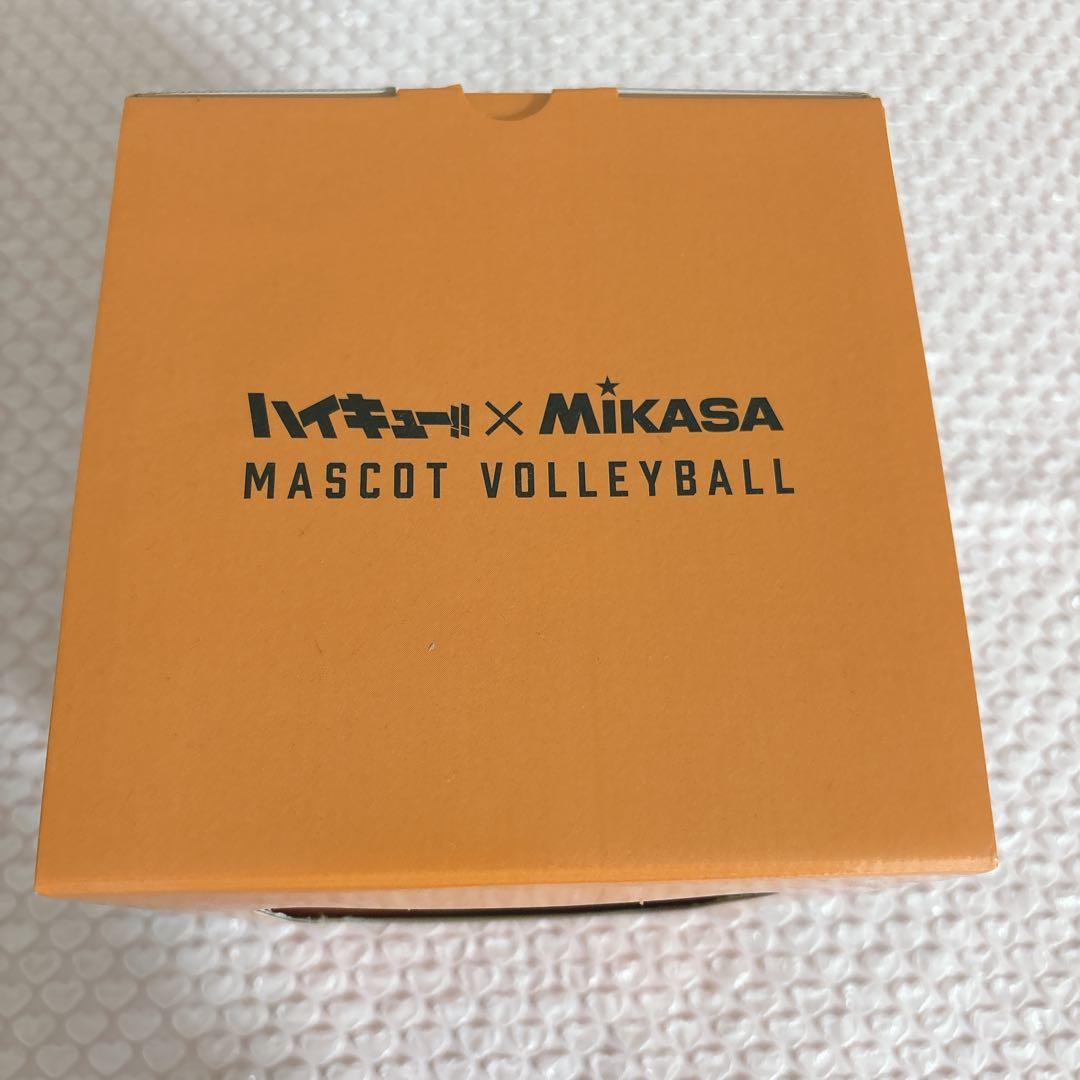 ハイキュー!! × MiKASA
MASCOT VOLLEYBALL